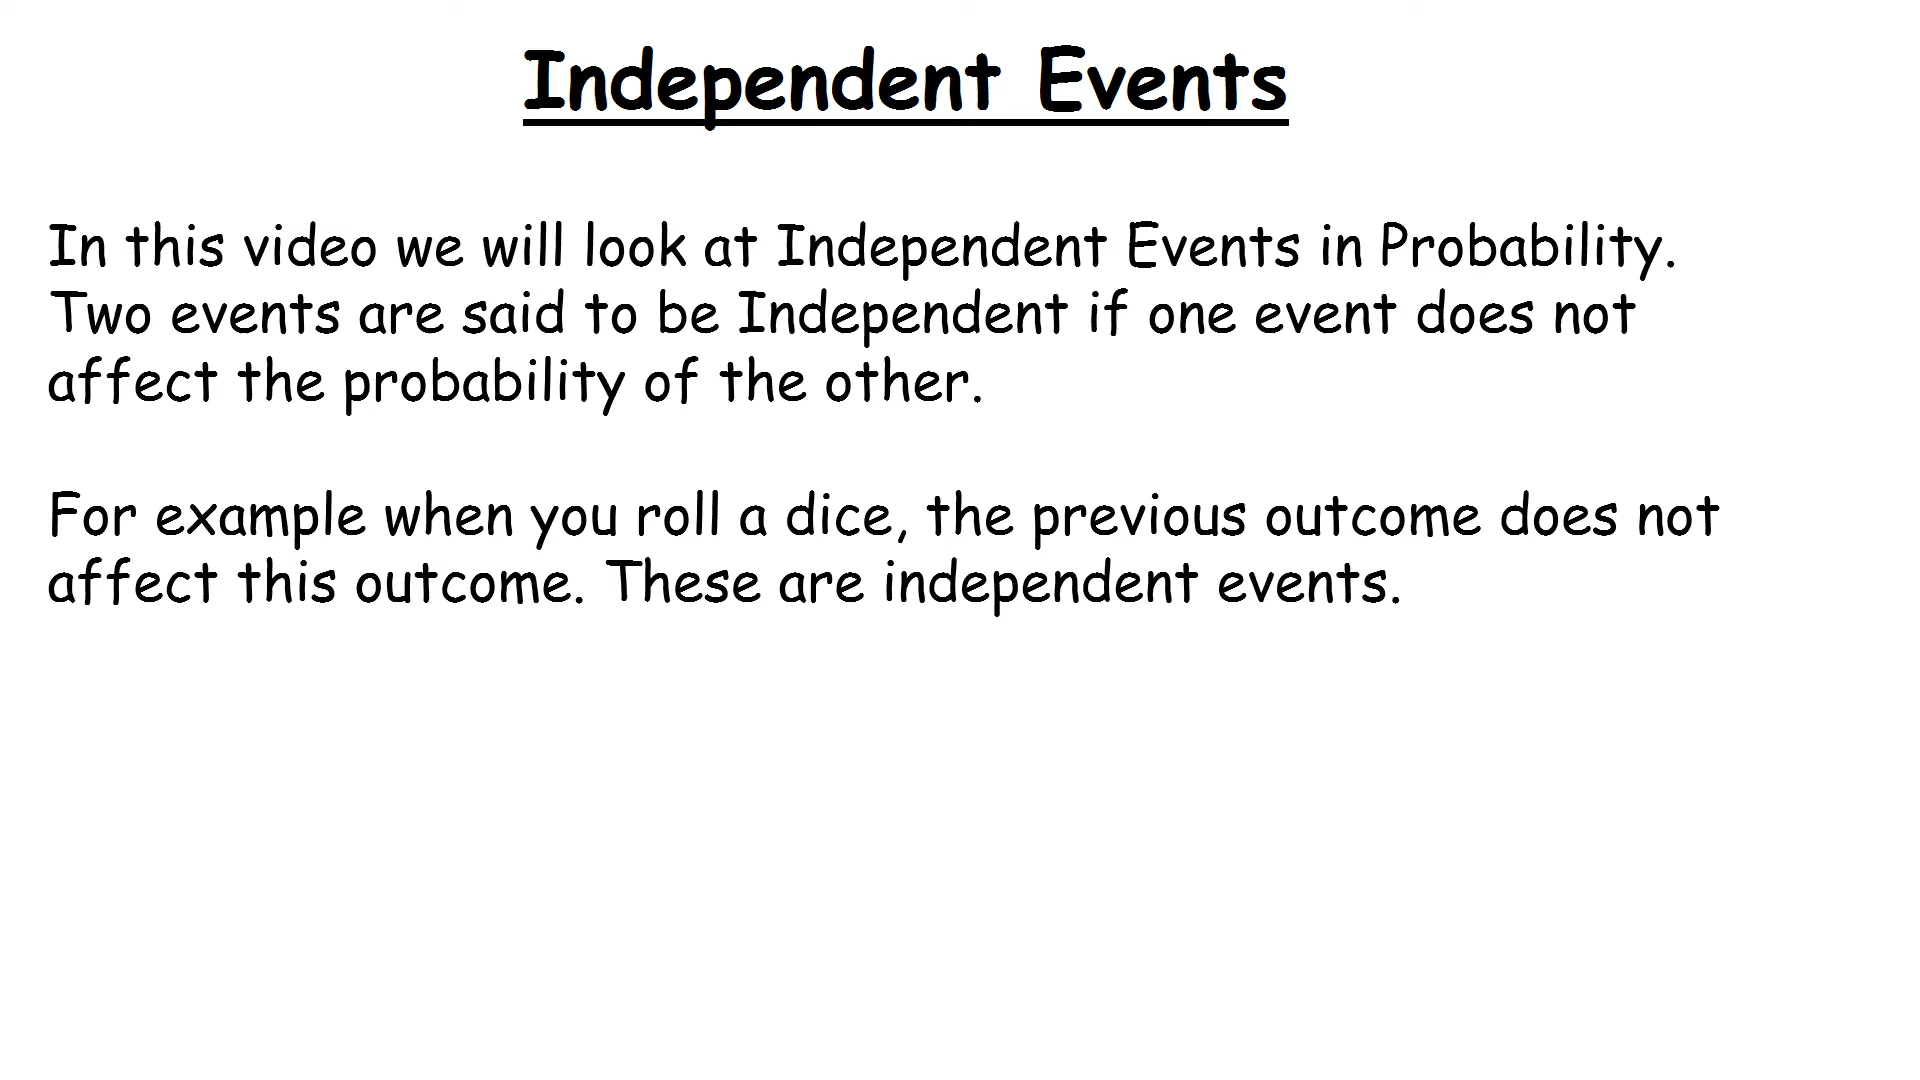 Independent Events
In this video we will look at Independent Events in Probability.
Two events are said to be Independent if one event does not
affect the probability of the other.
For example when you roll a dice, the previous outcome does not
affect this outcome. These are independent events.